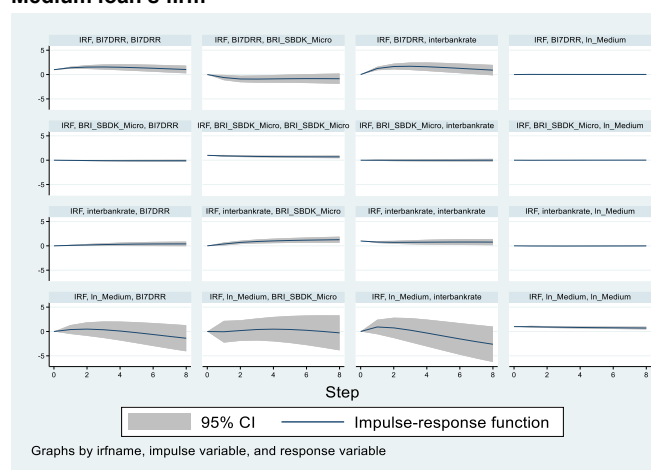 Medium loan's firm
IRF, BI7DRR, BI7DRR
IRF, BI7DRR, BRI_SBDK_Micro
IRF, BI7DRR, interbankrate
IRF, BI7DRR, ln_Medium
5
0
-5
IRF, BRI_SBDK_Micro, BI7DRR
IRF, BRI_SBDK_Micro, BRI_SBDK_Micro
IRF, BRI_SBDK_Micro, interbankrate
IRF, BRI_SBDK_Micro, ln_Medium
5
0
-5
IRF, interbankrate, BI7DRR
IRF, interbankrate, BRI_SBDK_Micro
IRF, interbankrate, interbankrate
IRF, interbankrate, ln_Medium
5
0
-5
IRF, ln_Medium, BI7DRR
IRF, ln_Medium, BRI_SBDK_Micro
IRF, ln_Medium, interbankrate
IRF, ln_Medium, ln_Medium
5
0
-5
0 2 4 6 8
0 2 4 6 8
0 2 4 6 8
0 2 4 6 8
Step
95% CI
Impulse-response function
Graphs by irfname, impulse variable, and response variable